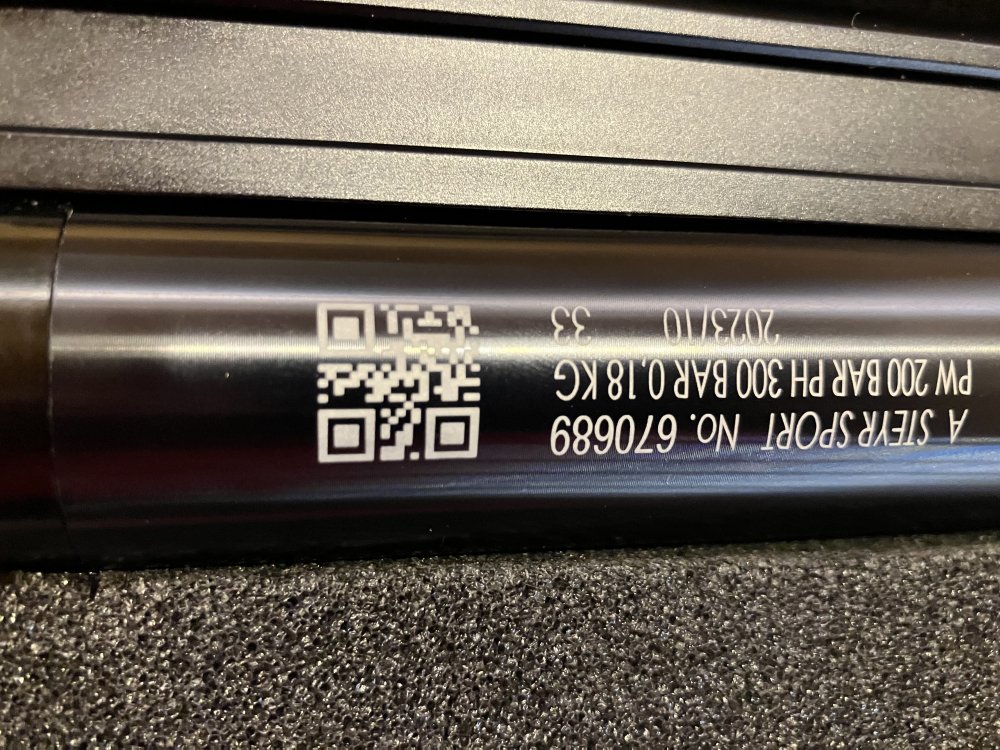 A STEYR SPORT No. 670689
PW 200 BAR PH 300 BAR 0,18 KG
2023/10 33